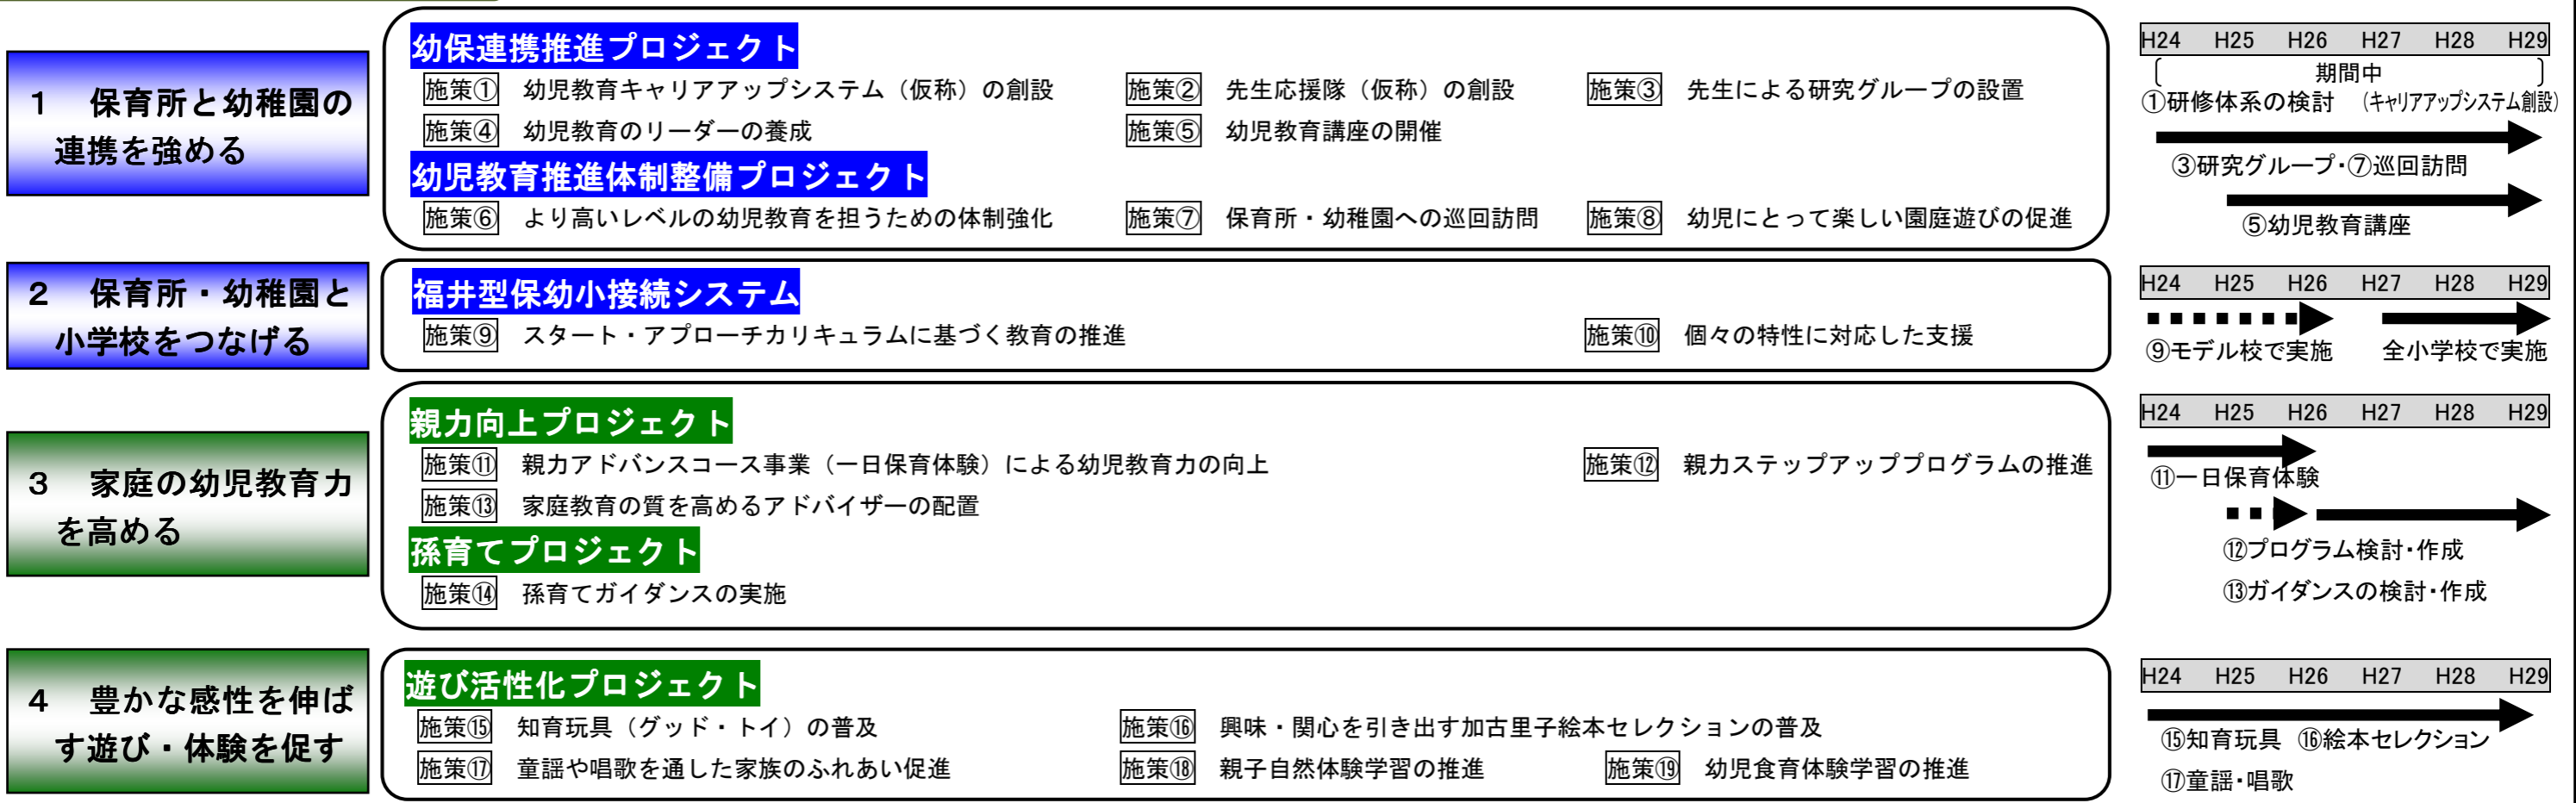 １　保育所と幼稚園の
連携を強める
幼保連携推進プロジェクト
施策①　幼児教育キャリアアップシステム（仮称）の創設　施策②　先生応援隊（仮称）の創設　施策③　先生による研究グループの設置
施策④　幼児教育のリーダーの養成　施策⑤　幼児教育講座の開催
幼児教育推進体制整備プロジェクト
施策⑥　より高いレベルの幼児教育を担うための体制強化　施策⑦　保育所・幼稚園への巡回訪問　施策⑧　幼児にとって楽しい園庭遊びの促進
H24 H25 H26 H27 H28 H29
〔　期間中　〕
①研修体系の検討　（キャリアアップシステム創設）
③研究グループ・⑦巡回訪問
⑤幼児教育講座
２　保育所・幼稚園と
小学校をつなげる
福井型保幼小接続システム
施策⑨　スタート・アプローチカリキュラムに基づく教育の推進　施策⑩　個々の特性に対応した支援
H24 H25 H26 H27 H28 H29
⑨モデル校で実施　全小学校で実施
３　家庭の幼児教育力
を高める
親力向上プロジェクト
施策⑪　親力アドバンスコース事業（一日保育体験）による幼児教育力の向上　施策⑫　親力ステップアッププログラムの推進
施策⑬　家庭教育の質を高めるアドバイザーの配置
孫育てプロジェクト
施策⑭　孫育てガイダンスの実施
H24 H25 H26 H27 H28 H29
⑪一日保育体験
⑫プログラム検討・作成
⑬ガイダンスの検討・作成
４　豊かな感性を伸ば
す遊び・体験を促す
遊び活性化プロジェクト
施策⑮　知育玩具（グッド・トイ）の普及　施策⑯　興味・関心を引き出す加古里子絵本セレクションの普及
施策⑰　童謡や唱歌を通した家族のふれあい促進　施策⑱　親子自然体験学習の推進　施策⑲　幼児食育体験学習の推進
H24 H25 H26 H27 H28 H29
⑮知育玩具　⑯絵本セレクション
⑰童謡・唱歌